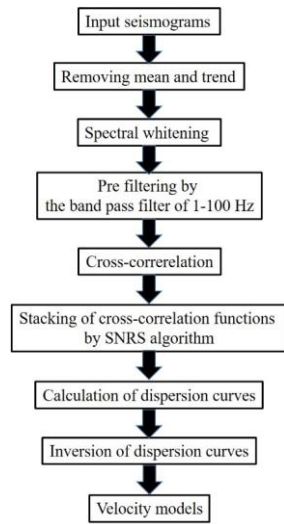 Input seismograms
Removing mean and trend
Spectral whitening
Pre filtering by
the band pass filter of 1-100 Hz
Cross-correrelation
Stacking of cross-correlation functions
by SNRS algorithm
Calculation of dispersion curves
Inversion of dispersion curves
Velocity models